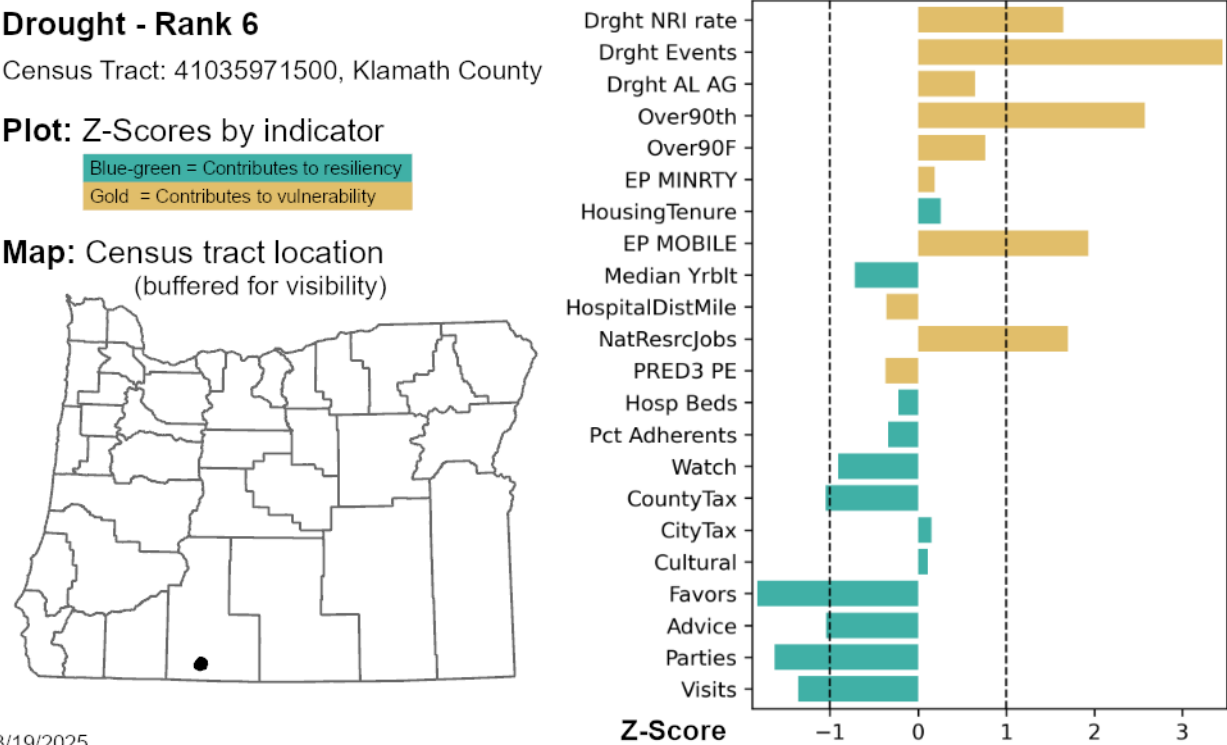 Drought - Rank 6
Census Tract: 41035971500, Klamath County
Plot: Z-Scores by indicator
Blue-green = Contributes to resiliency
Gold = Contributes to vulnerability
Map: Census tract location
(buffered for visibility)
Drght NRI rate
Drght Events
Drght AL AG
Over90th
Over90F
EP MINRTY
HousingTenure
EP MOBILE
Median Yrblt
HospitalDistMile
NatResrcJobs
PRED3 PE
Hosp Beds
Pct Adherents
Watch
CountyTax
CityTax
Cultural
Favors
Advice
Parties
Visits
Z-Score −1 0 1 2 3
/19/2025